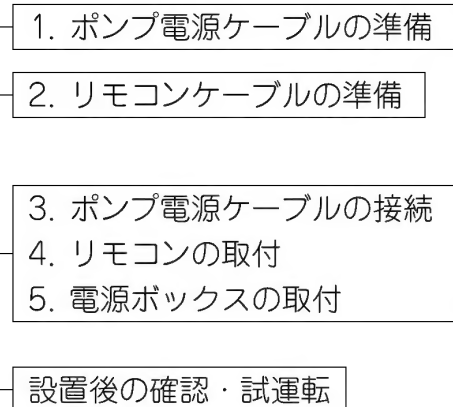 1. ポンプ電源ケーブルの準備
2. リモコンケーブルの準備
3. ポンプ電源ケーブルの接続
4. リモコンの取付
5. 電源ボックスの取付
設置後の確認・試運転